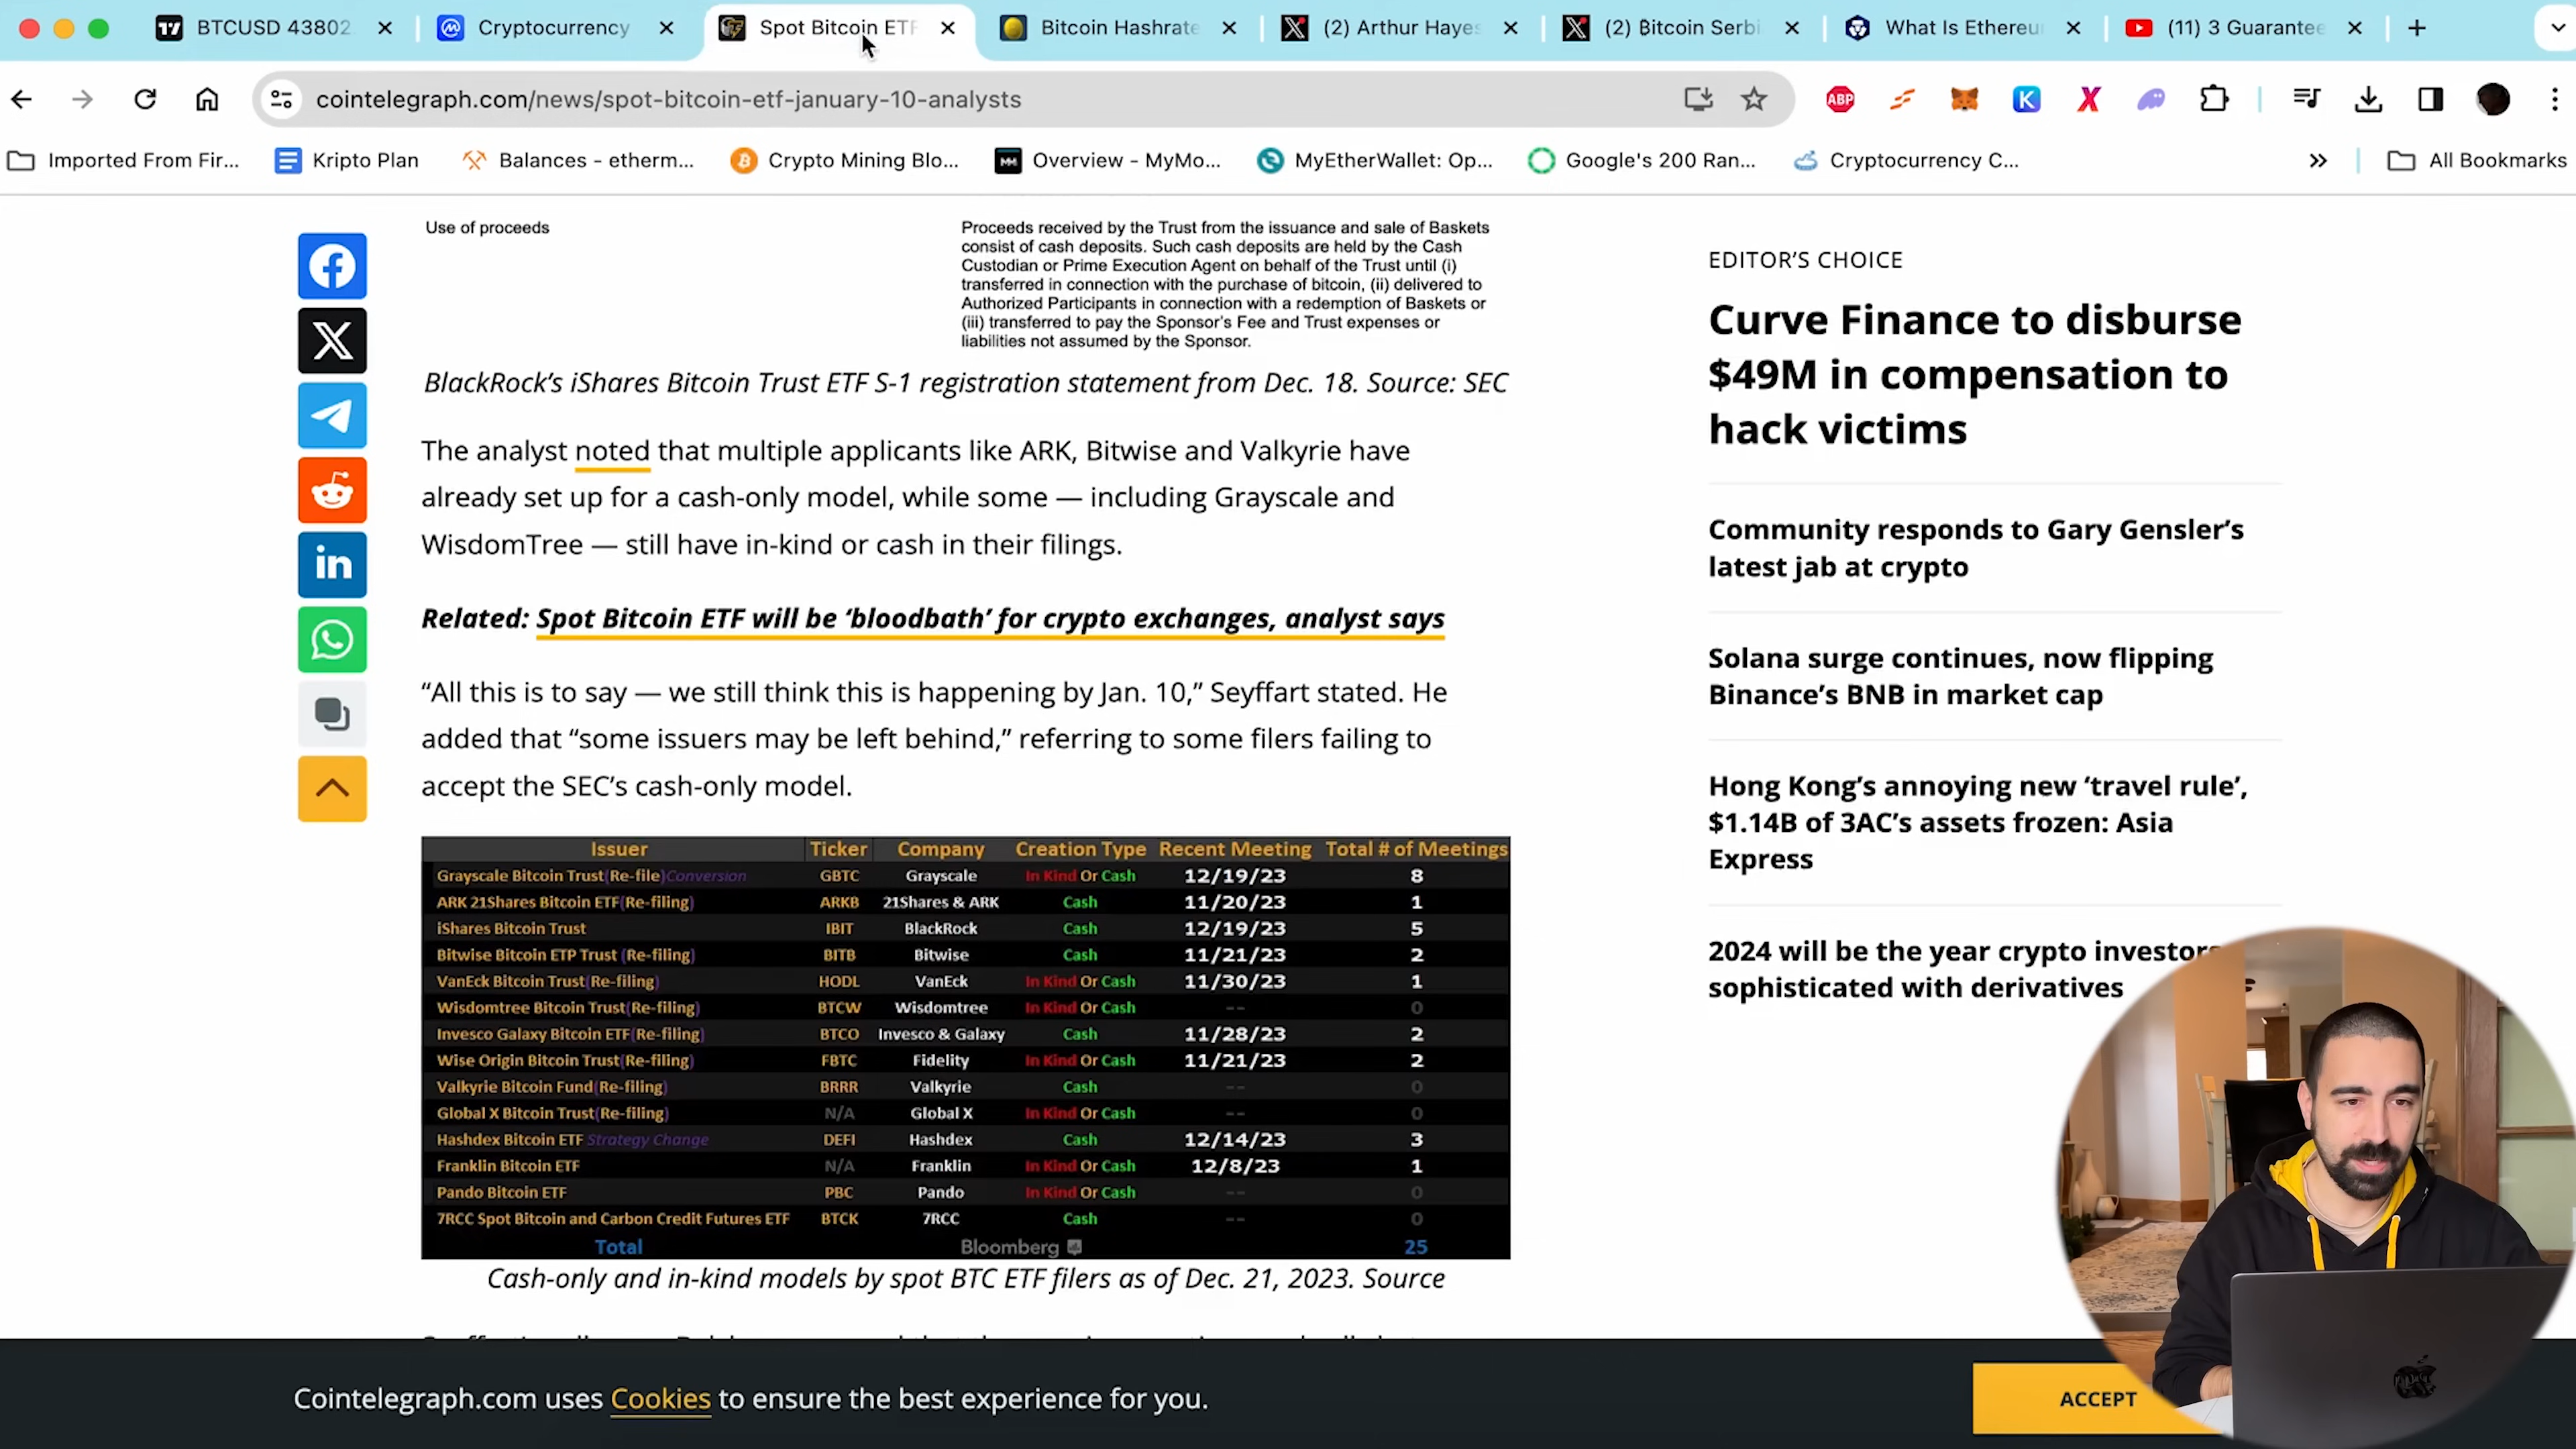 BTCUSD 43802
Cryptocurrency
Spot Bitcoin ETF
Bitcoin Hashrate
(2) Arthur Hayes
(2) Bitcoin Serbi
What Is Ethereu
(11) 3 Guarantee
cointelegraph.com/news/spot-bitcoin-etf-january-10-analysts
ABP
Imported From Fir...
Kripto Plan
Balances - etherm...
Crypto Mining Blo...
Overview - MyMo...
MyEtherWallet: Op...
Google's 200 Ran...
Cryptocurrency C...
All Bookmarks
Use of proceeds
Proceeds received by the Trust from the issuance and sale of Baskets
consist of cash deposits. Such cash deposits are held by the Cash
Custodian or Prime Execution Agent on behalf of the Trust until (i)
transferred in connection with the purchase of bitcoin, (ii) delivered to
Authorized Participants in connection with a redemption of Baskets or
(iii) transferred to pay the Sponsor's Fee and Trust expenses or
liabilities not assumed by the Sponsor.
BlackRock’s iShares Bitcoin Trust ETF S-1 registration statement from Dec. 18. Source: SEC
The analyst noted that multiple applicants like ARK, Bitwise and Valkyrie have
already set up for a cash-only model, while some — including Grayscale and
WisdomTree — still have in-kind or cash in their filings.
Related: Spot Bitcoin ETF will be ‘bloodbath’ for crypto exchanges, analyst says
“All this is to say — we still think this is happening by Jan. 10,” Seyffart stated. He
added that “some issuers may be left behind,” referring to some filers failing to
accept the SEC’s cash-only model.
Issuer Ticker Company Creation Type Recent Meeting Total # of Meetings
Grayscale Bitcoin Trust(Re-file)Conversion GBTC Grayscale In Kind Or Cash 12/19/23 8
ARK 21Shares Bitcoin ETF(Re-filing) ARKB 21Shares & ARK Cash 11/20/23 1
iShares Bitcoin Trust IBIT BlackRock Cash 12/19/23 5
Bitwise Bitcoin ETP Trust (Re-filing) BITB Bitwise Cash 11/21/23 2
VanEck Bitcoin Trust(Re-filing) HODL VanEck In Kind Or Cash 11/30/23 1
Wisdomtree Bitcoin Trust(Re-filing) BTCW Wisdomtree In Kind Or Cash -- 0
Invesco Galaxy Bitcoin ETF(Re-filing) BTCO Invesco & Galaxy Cash 11/28/23 2
Wise Origin Bitcoin Trust(Re-filing) FBTC Fidelity In Kind Or Cash 11/21/23 2
Valkyrie Bitcoin Fund(Re-filing) BRRR Valkyrie Cash -- 0
Global X Bitcoin Trust(Re-filing) N/A Global X In Kind Or Cash -- 0
Hashdex Bitcoin ETF Strategy Change DEFI Hashdex Cash 12/14/23 3
Franklin Bitcoin ETF N/A Franklin In Kind Or Cash 12/8/23 1
Pando Bitcoin ETF PBC Pando In Kind Or Cash -- 0
7RCC Spot Bitcoin and Carbon Credit Futures ETF BTCK 7RCC Cash -- 0
Total Bloomberg 25
Cash-only and in-kind models by spot BTC ETF filers as of Dec. 21, 2023. Source
EDITOR’S CHOICE
Curve Finance to disburse
$49M in compensation to
hack victims
Community responds to Gary Gensler’s
latest jab at crypto
Solana surge continues, now flipping
Binance’s BNB in market cap
Hong Kong’s annoying new ‘travel rule’,
$1.14B of 3AC’s assets frozen: Asia
Express
2024 will be the year crypto investors
sophisticated with derivatives
Cointelegraph.com uses Cookies to ensure the best experience for you.
ACCEPT